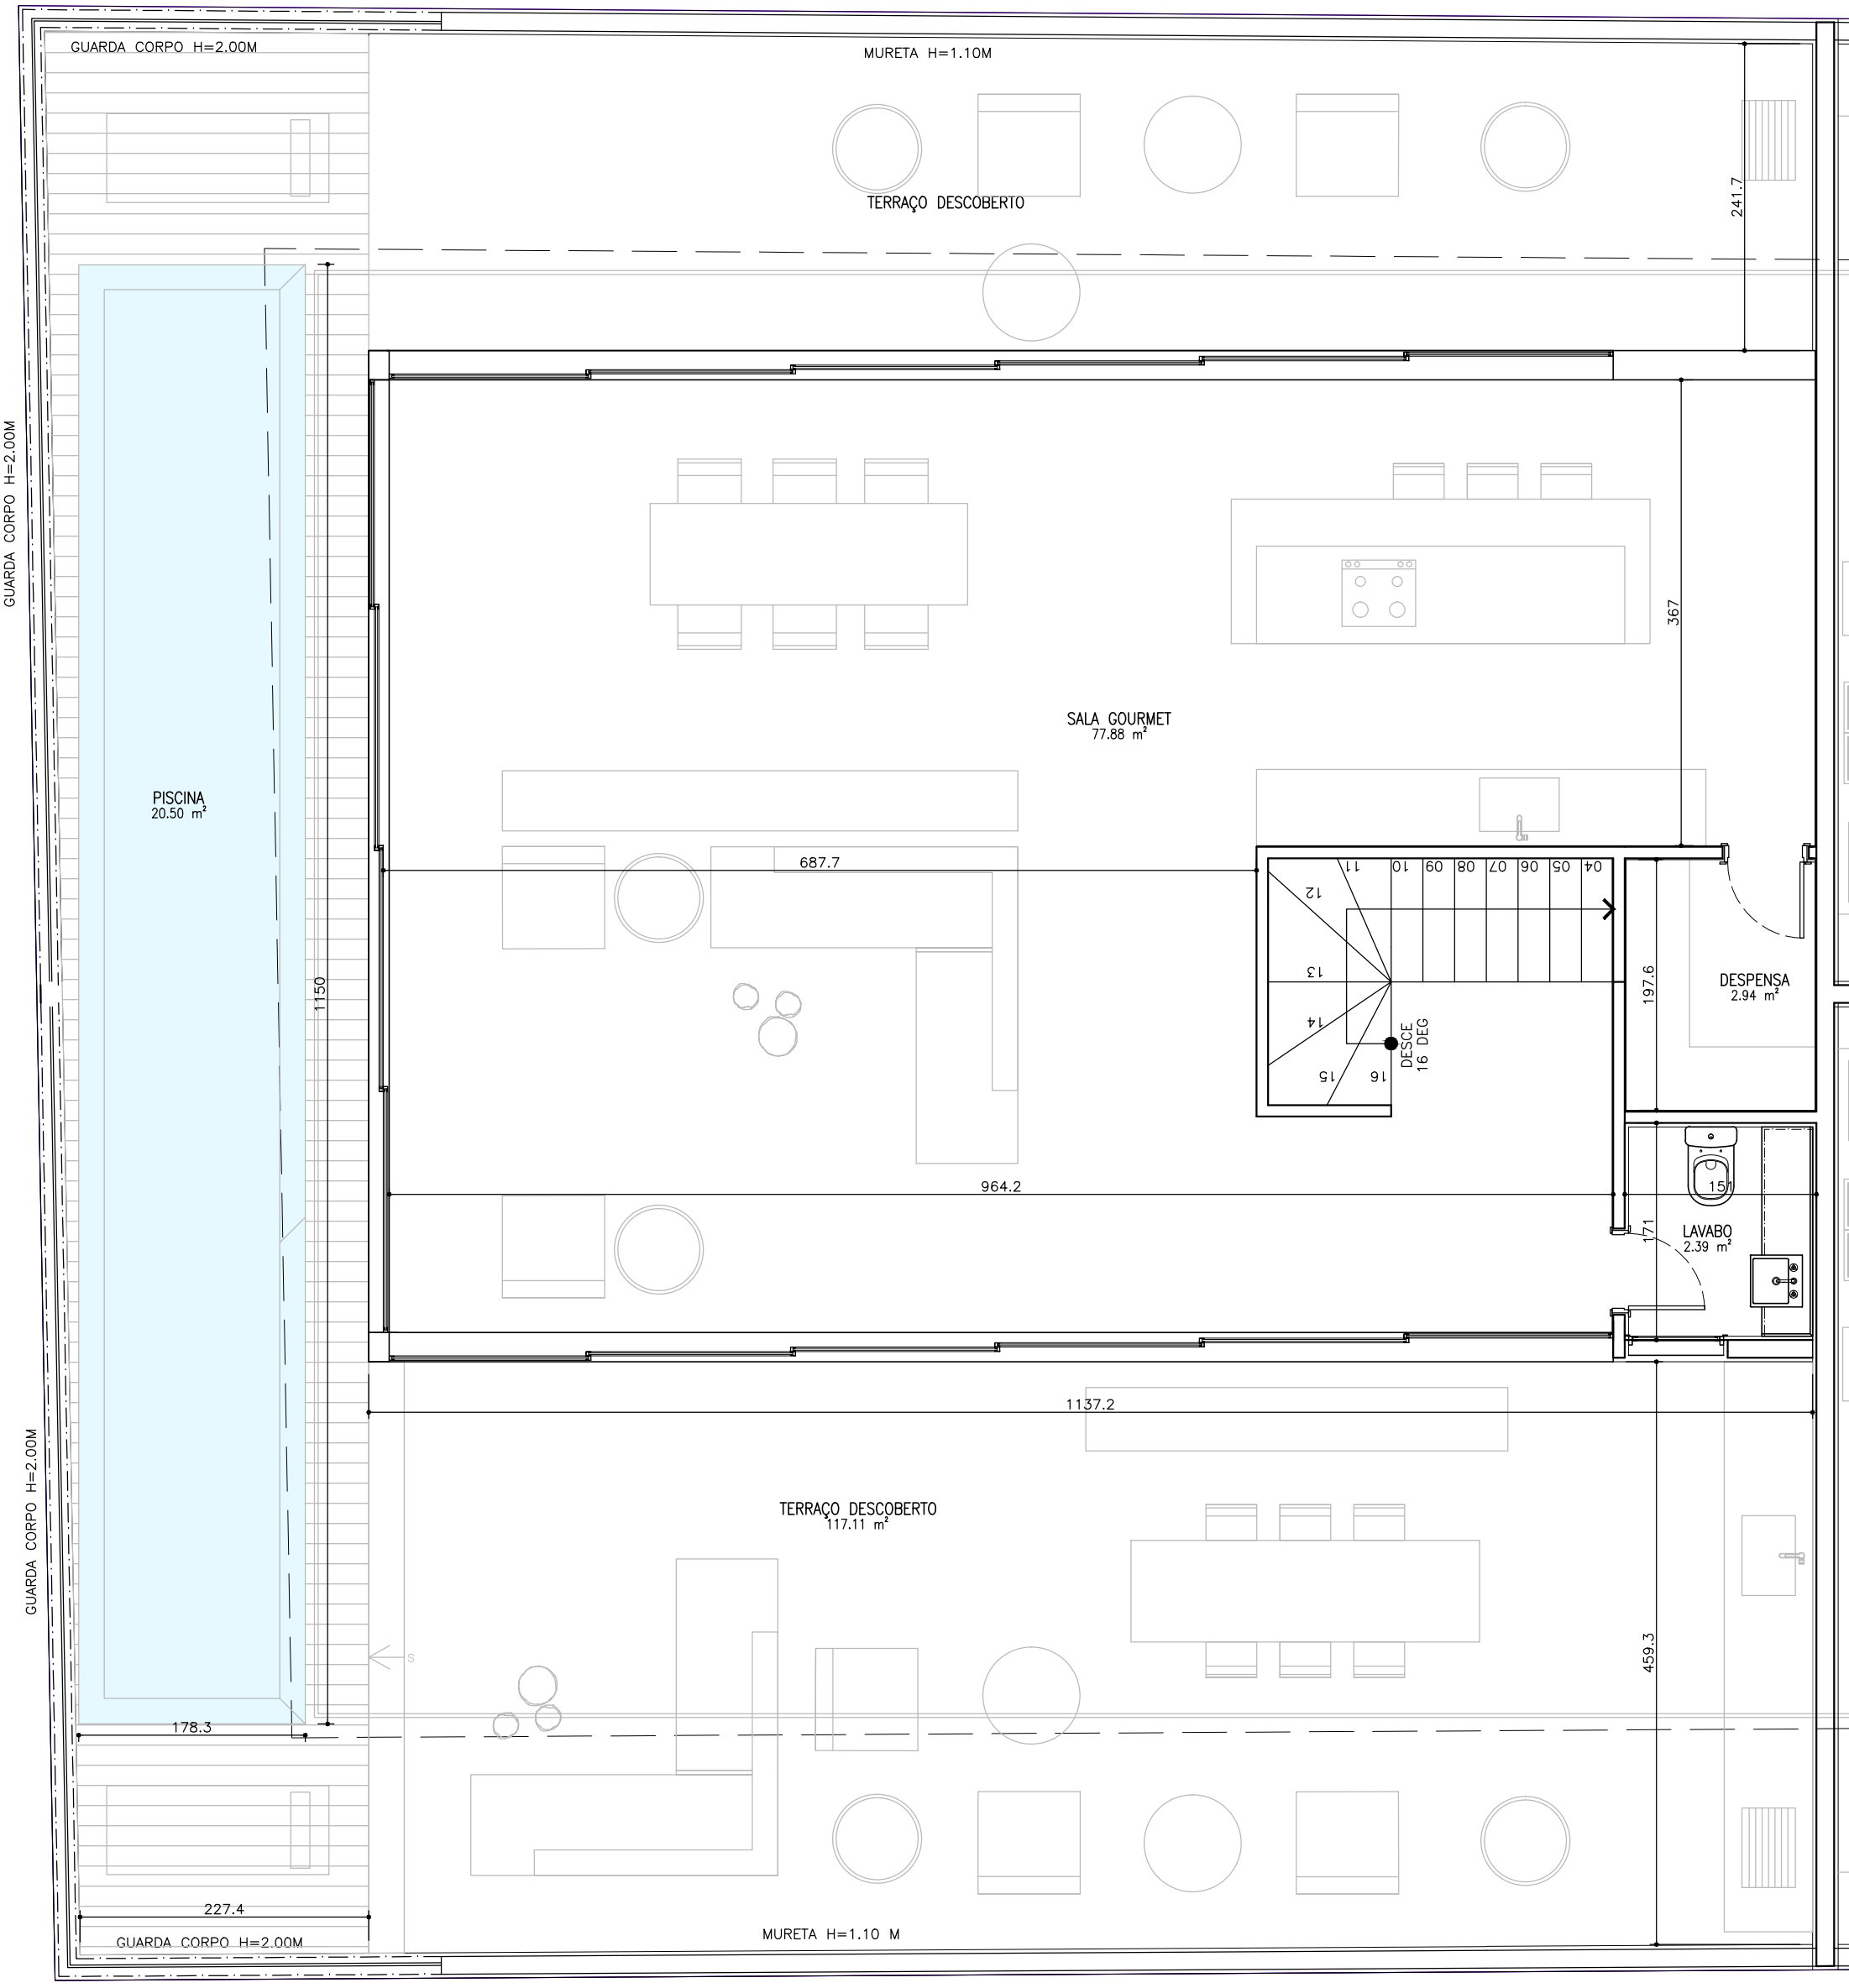 GUARDA CORPO H=2.00M
MURETA H=1.10M
TERRAÇO DESCOBERTO
241.7
GUARDA CORPO H=2.00M
367
SALA GOURMET
77.88 m²
PISCINA
20.50 m²
687.7
11
10
09
08
07
06
05
04
12
13
14
15
16
DESCE
16 DEG
1150
197.6
DESPENSA
2.94 m²
964.2
151
171
LAVABO
2.39 m²
1137.2
GUARDA CORPO H=2.00M
TERRAÇO DESCOBERTO
117.11 m²
459.3
S
178.3
227.4
GUARDA CORPO H=2.00M
MURETA H=1.10 M